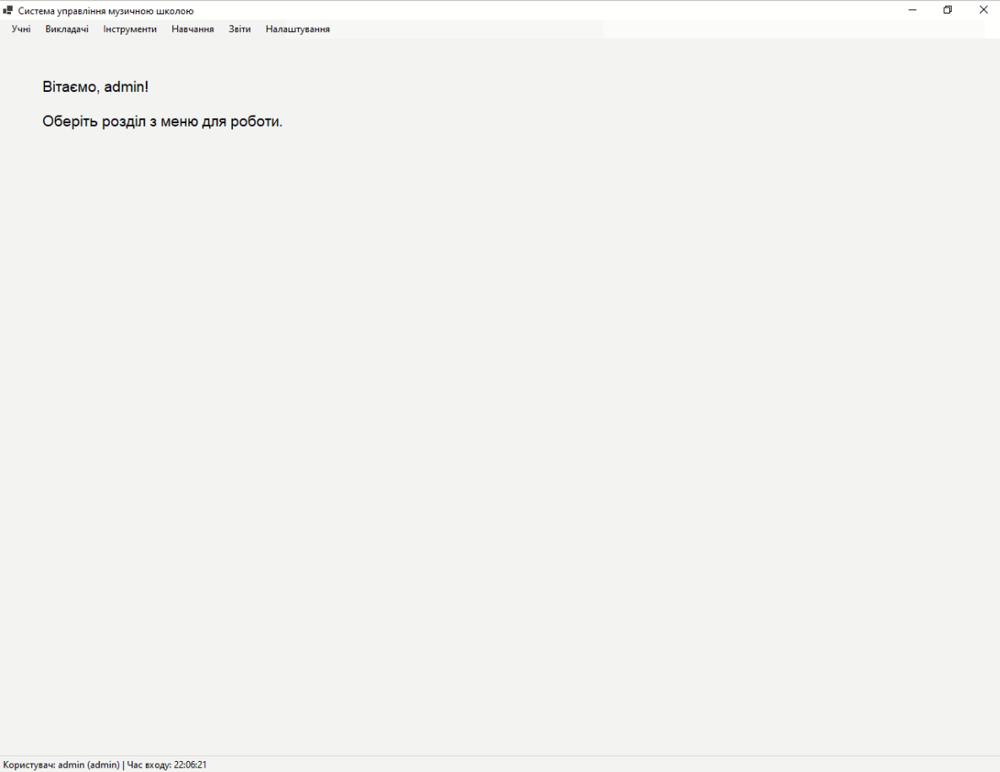 Система управління музичною школою
Учні Викладачі Інструменти Навчання Звіти Налаштування
Вітаємо, admin!
Оберіть розділ з меню для роботи.
Користувач: admin (admin) | Час входу: 22:06:21